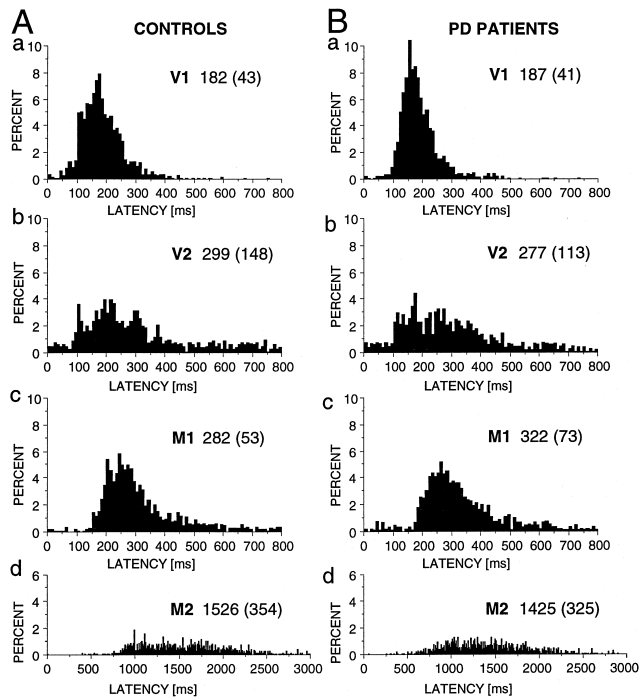 A
CONTROLS
B
PD PATIENTS
a
10
8
6
4
2
0
PERCENT
V1 182 (43)
0 100 200 300 400 500 600 700 800
LATENCY [ms]
a
10
8
6
4
2
0
PERCENT
V1 187 (41)
0 100 200 300 400 500 600 700 800
LATENCY [ms]
b
10
8
6
4
2
0
PERCENT
V2 299 (148)
0 100 200 300 400 500 600 700 800
LATENCY [ms]
b
10
8
6
4
2
0
PERCENT
V2 277 (113)
0 100 200 300 400 500 600 700 800
LATENCY [ms]
c
10
8
6
4
2
0
PERCENT
M1 282 (53)
0 100 200 300 400 500 600 700 800
LATENCY [ms]
c
10
8
6
4
2
0
PERCENT
M1 322 (73)
0 100 200 300 400 500 600 700 800
LATENCY [ms]
d
6
4
2
0
PERCENT
M2 1526 (354)
0 500 1000 1500 2000 2500 3000
LATENCY [ms]
d
6
4
2
0
PERCENT
M2 1425 (325)
0 500 1000 1500 2000 2500 3000
LATENCY [ms]